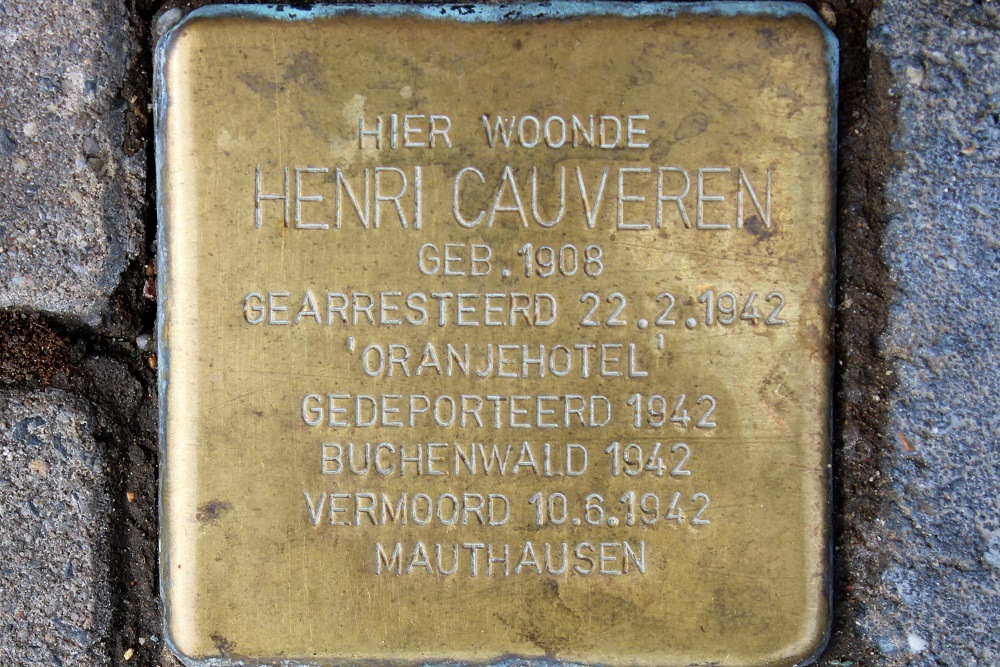 HIER WOONDE
HENRI CAUVEREN
GEB. 1908
GEARRESTEERD 22.2.1942
'ORANJEHOTEL'
GEDEPORTEERD 1942
BUCHENWALD 1942
VERMOORD 10.6.1942
MAUTHAUSEN